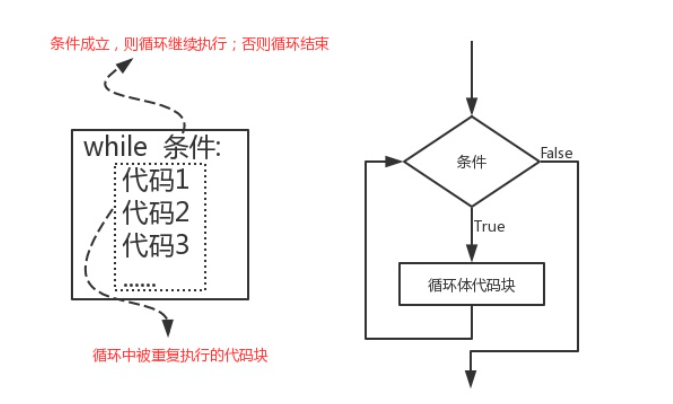 条件成立，则循环继续执行；否则循环结束
while 条件:
代码1
代码2
代码3
......
循环中被重复执行的代码块
条件
False
True
循环体代码块